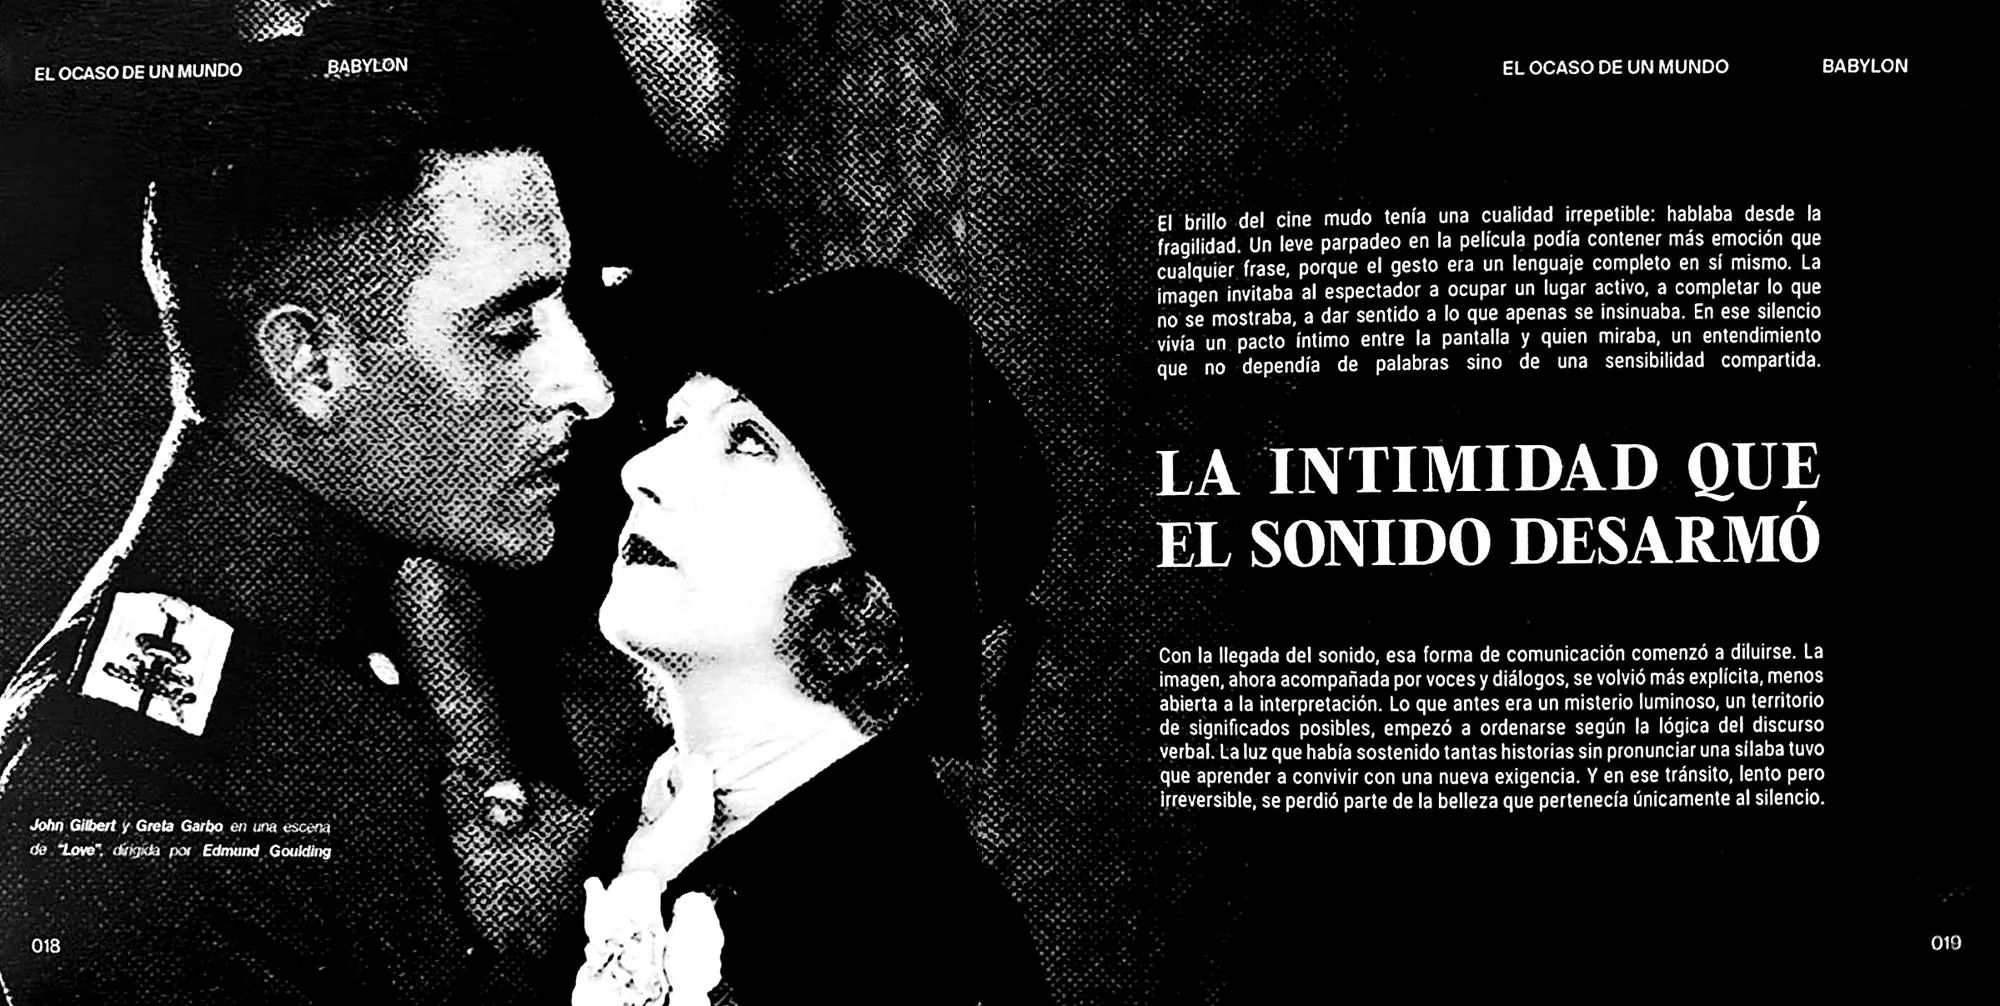 EL OCASO DE UN MUNDO
BABYLON
John Gilbert y Greta Garbo en una escena
de "Love", dirigida por Edmund Goulding
018
EL OCASO DE UN MUNDO
BABYLON
El brillo del cine mudo tenía una cualidad irrepetible: hablaba desde la
fragilidad. Un leve parpadeo en la película podía contener más emoción que
cualquier frase, porque el gesto era un lenguaje completo en sí mismo. La
imagen invitaba al espectador a ocupar un lugar activo, a completar lo que
no se mostraba, a dar sentido a lo que apenas se insinuaba. En ese silencio
vivía un pacto íntimo entre la pantalla y quien miraba, un entendimiento
que no dependía de palabras sino de una sensibilidad compartida.
LA INTIMIDAD QUE
EL SONIDO DESARMÓ
Con la llegada del sonido, esa forma de comunicación comenzó a diluirse. La
imagen, ahora acompañada por voces y diálogos, se volvió más explícita, menos
abierta a la interpretación. Lo que antes era un misterio luminoso, un territorio
de significados posibles, empezó a ordenarse según la lógica del discurso
verbal. La luz que había sostenido tantas historias sin pronunciar una sílaba tuvo
que aprender a convivir con una nueva exigencia. Y en ese tránsito, lento pero
irreversible, se perdió parte de la belleza que pertenecía únicamente al silencio.
019